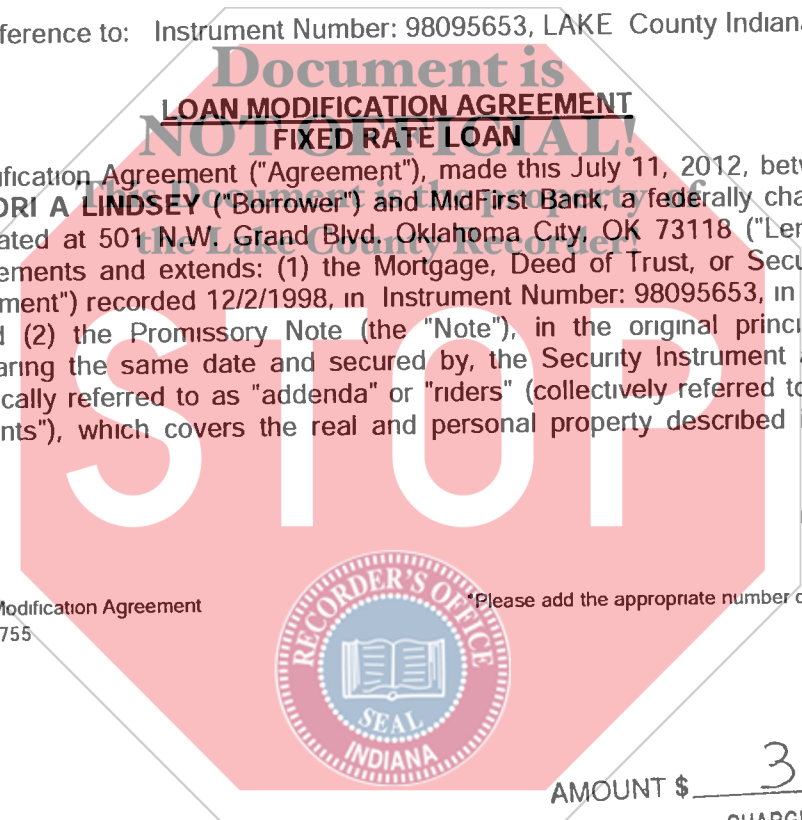 ference to: Instrument Number: 98095653, LAKE County Indiana
Document is
LOAN MODIFICATION AGREEMENT
NOT OFFICIAL!
FIXED RATE LOAN
ification Agreement ("Agreement"), made this July 11, 2012, betw
This Document is the property of
ORI A LINDSEY ("Borrower") and MidFirst Bank, a federally cha
the Lake County Recorder!
ated at 501 N.W. Grand Blvd. Oklahoma City, OK 73118 ("Len
ements and extends: (1) the Mortgage, Deed of Trust, or Secu
ment") recorded 12/2/1998, in Instrument Number: 98095653, in
d (2) the Promissory Note (the "Note"), in the original princi
aring the same date and secured by, the Security Instrument a
cally referred to as "addenda" or "riders" (collectively referred to
nts"), which covers the real and personal property described i
STOP
Modification Agreement
*Please add the appropriate number o
755
RECORDER'S OFFICE
SEAL
INDIANA
AMOUNT $ 3